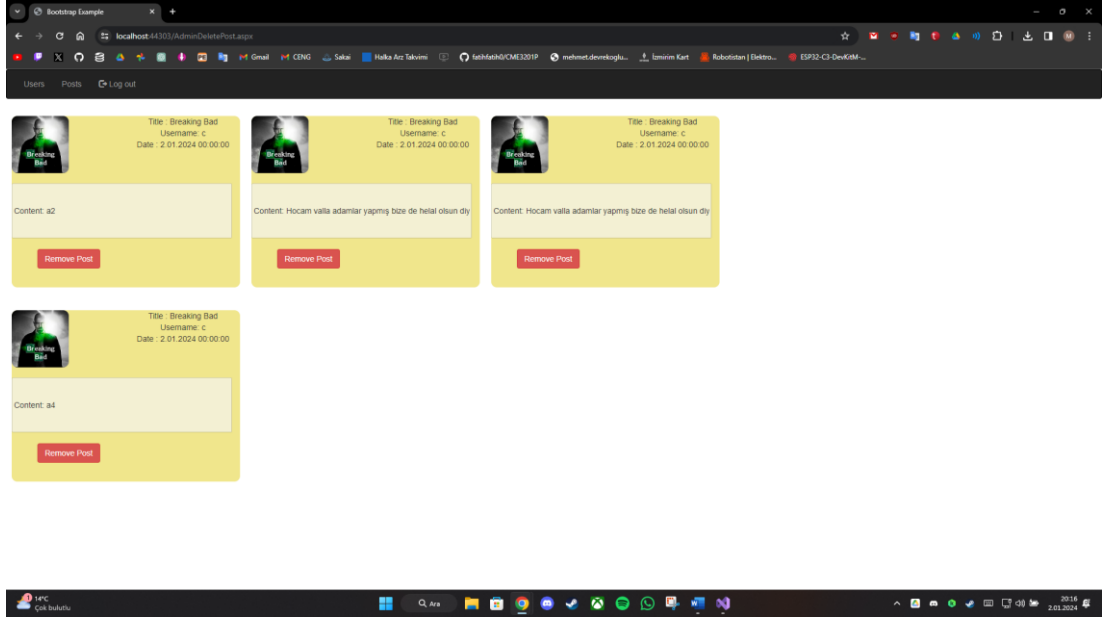 Bootstrap Example
localhost:44303/AdminDeletePost.aspx
Gmail CENG Sakai Halka Arz Takvimi fatihfatih0/CME3201P mehmet.devrekoglu... İzmirim Kart Robotistan | Elektro... ESP32-C3-DevKitM-...
Users Posts Log out
Breaking Bad
Title : Breaking Bad
Username: c
Date : 2.01.2024 00:00:00
Content: a2
Remove Post
Breaking Bad
Title : Breaking Bad
Username: c
Date : 2.01.2024 00:00:00
Content: Hocam valla adamlar yapmış bize de helal olsun diy
Remove Post
Breaking Bad
Title : Breaking Bad
Username: c
Date : 2.01.2024 00:00:00
Content: Hocam valla adamlar yapmış bize de helal olsun diy
Remove Post
Breaking Bad
Title : Breaking Bad
Username: c
Date : 2.01.2024 00:00:00
Content: a4
Remove Post
14°C
Çok bulutlu
Ara
20:16
2.01.2024